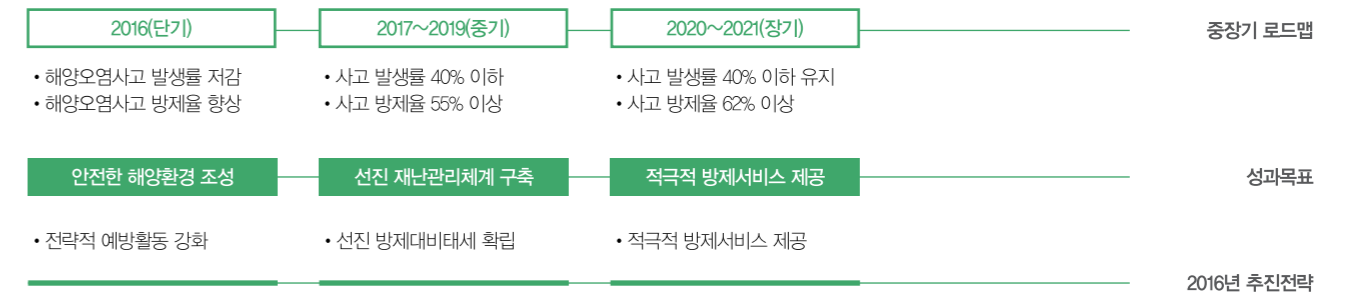 2016(단기) 2017~2019(중기) 2020~2021(장기) 중장기 로드맵
• 해양오염사고 발생률 저감 • 사고 발생률 40% 이하 • 사고 발생률 40% 이하 유지
• 해양오염사고 방제율 향상 • 사고 방제율 55% 이상 • 사고 방제율 62% 이상
안전한 해양환경 조성 선진 재난관리체계 구축 적극적 방제서비스 제공 성과목표
• 전략적 예방활동 강화 • 선진 방제대비태세 확립 • 적극적 방제서비스 제공
2016년 추진전략